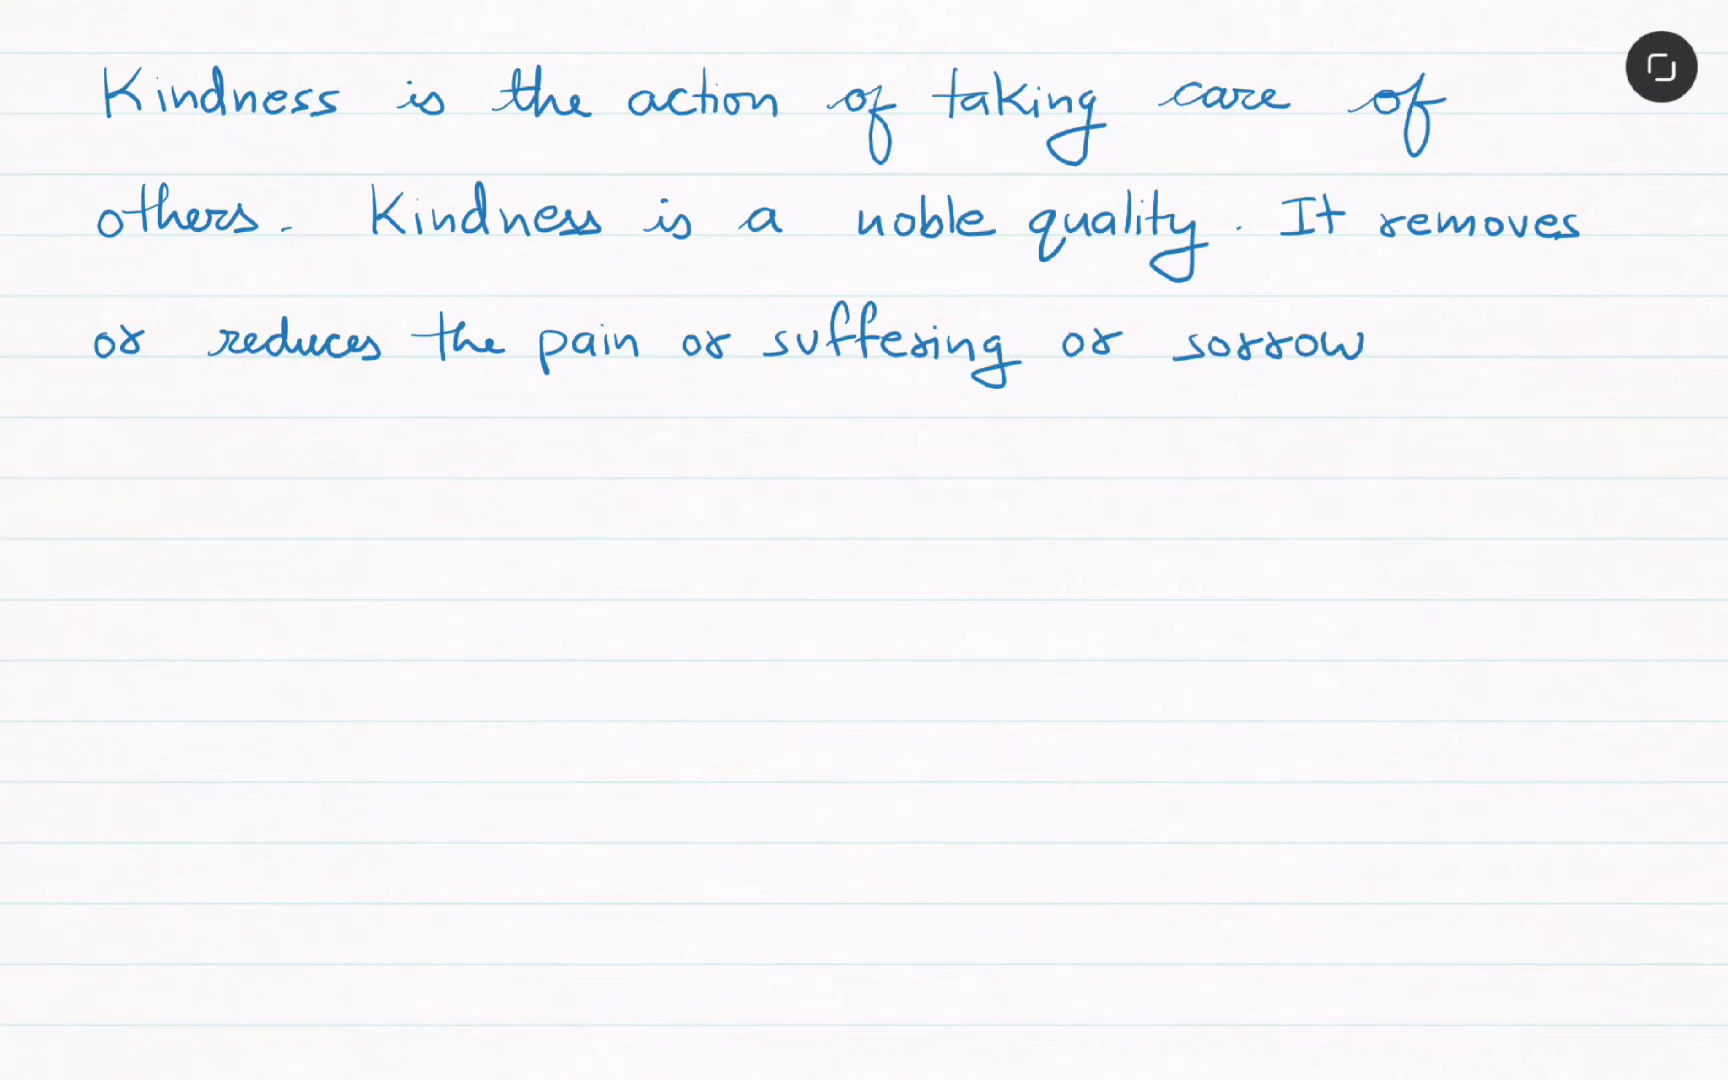 Kindness is the action of taking care of
others. Kindness is a noble quality. It removes
or reduces the pain or suffering or sorrow